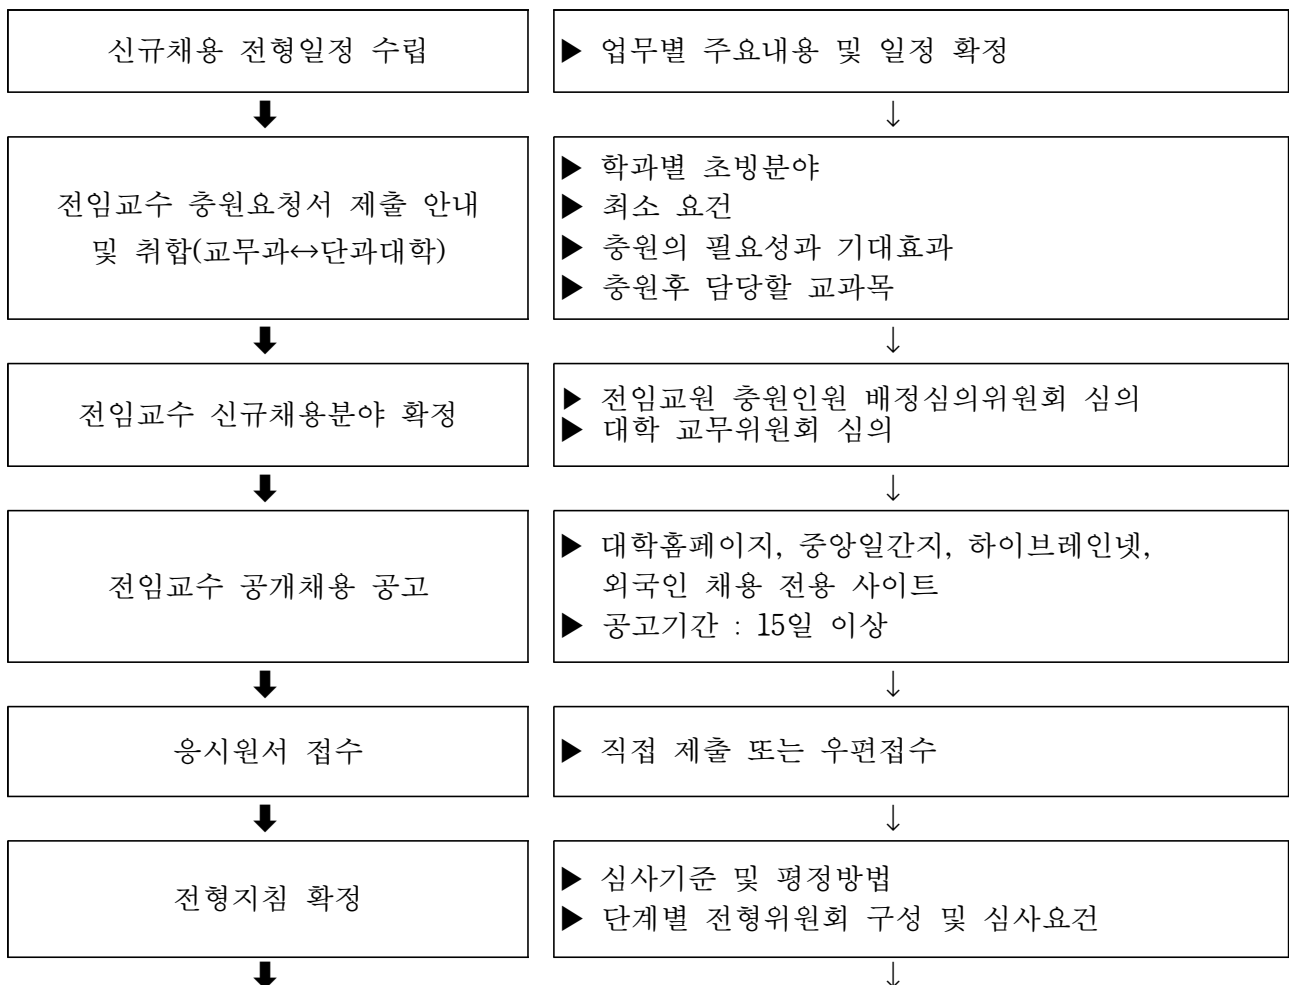 신규채용 전형일정 수립
▶ 업무별 주요내용 및 일정 확정
⬇
↓
전임교수 충원요청서 제출 안내
및 취합(교무과↔단과대학)
▶ 학과별 초빙분야
▶ 최소 요건
▶ 충원의 필요성과 기대효과
▶ 충원후 담당할 교과목
⬇
↓
전임교수 신규채용분야 확정
▶ 전임교원 충원인원 배정심의위원회 심의
▶ 대학 교무위원회 심의
⬇
↓
전임교수 공개채용 공고
▶ 대학홈페이지, 중앙일간지, 하이브레인넷,
외국인 채용 전용 사이트
▶ 공고기간 : 15일 이상
⬇
↓
응시원서 접수
▶ 직접 제출 또는 우편접수
⬇
↓
전형지침 확정
▶ 심사기준 및 평정방법
▶ 단계별 전형위원회 구성 및 심사요건
⬇
↓